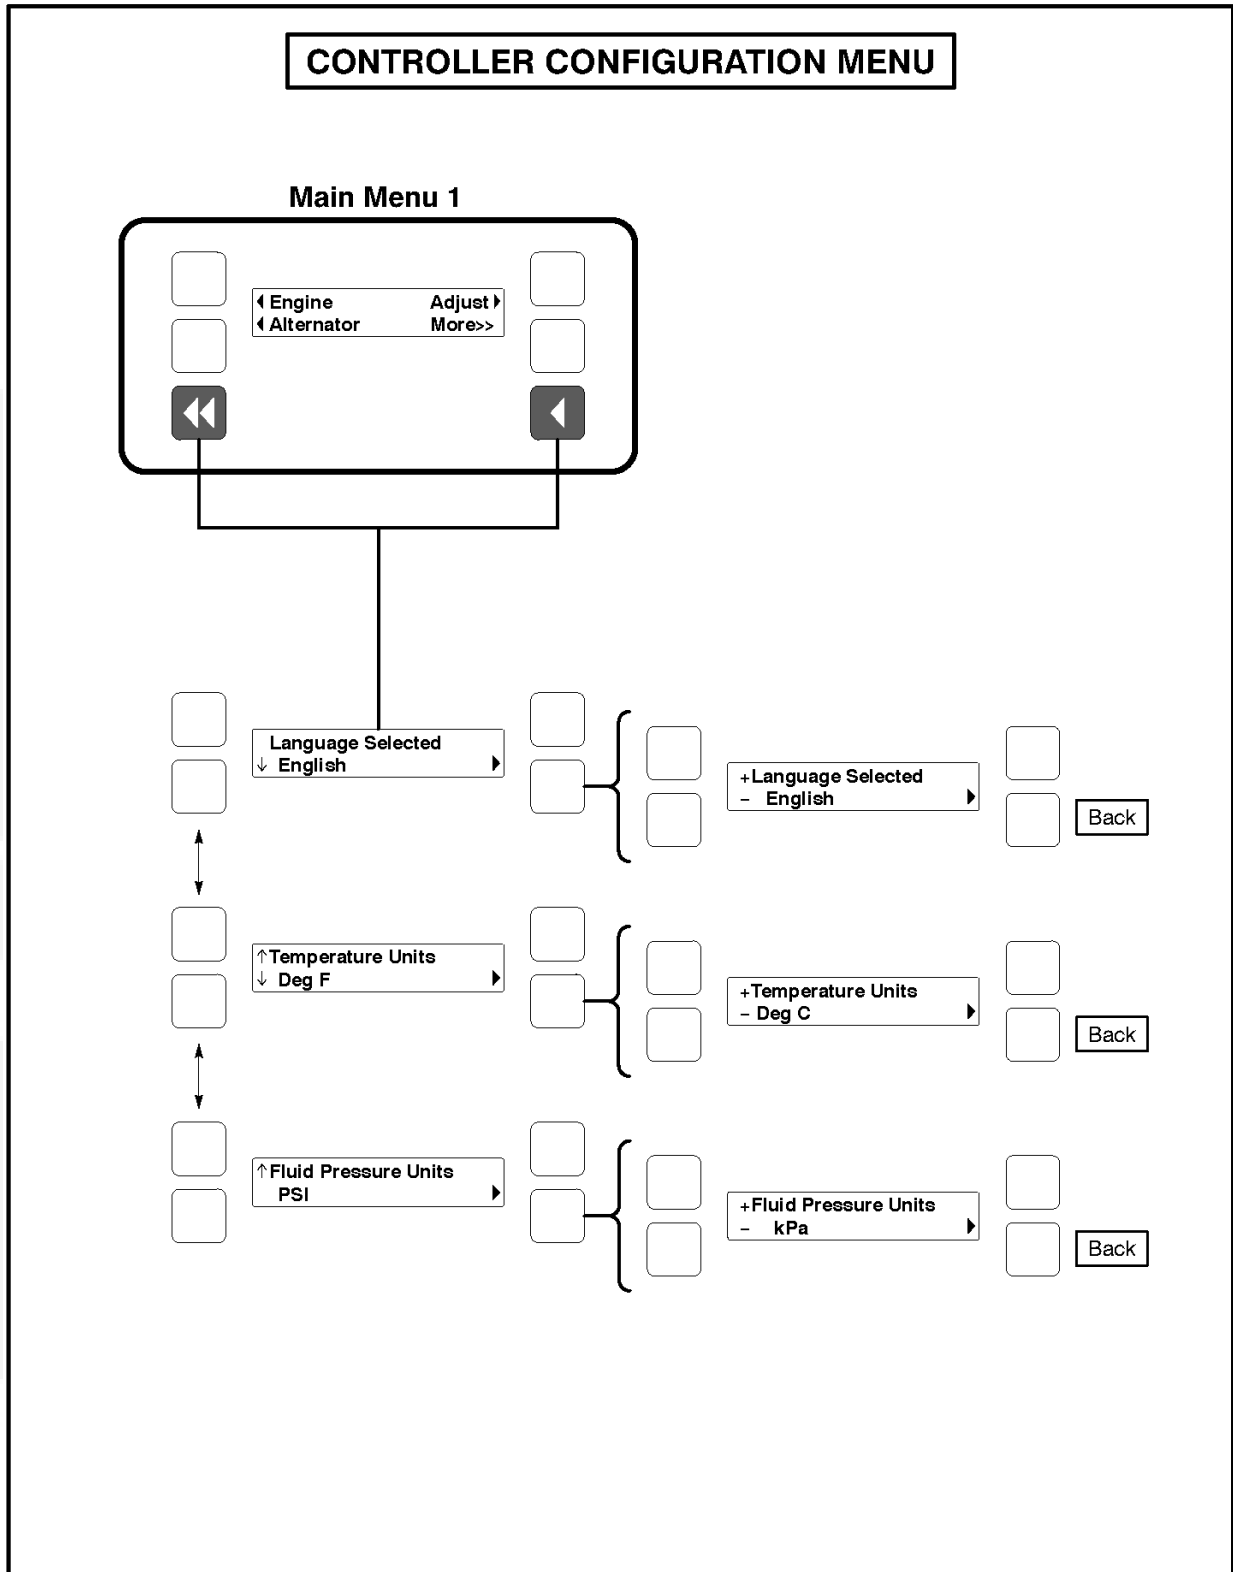 CONTROLLER CONFIGURATION MENU
Main Menu 1
Engine Adjust
Alternator More>>
Language Selected
↓ English
+Language Selected
– English
Back
↑Temperature Units
↓ Deg F
+Temperature Units
– Deg C
Back
↑Fluid Pressure Units
PSI
+Fluid Pressure Units
– kPa
Back